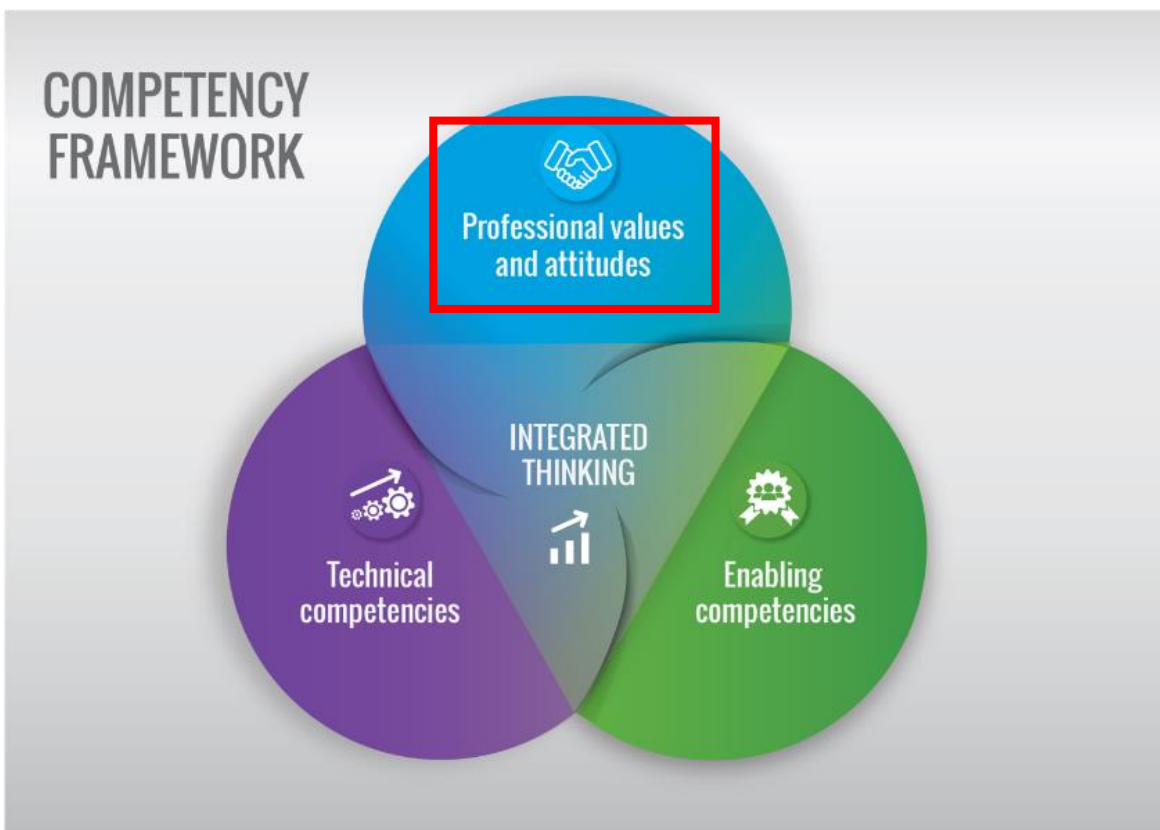 COMPETENCY
FRAMEWORK
Professional values
and attitudes
INTEGRATED
THINKING
Technical
competencies
Enabling
competencies